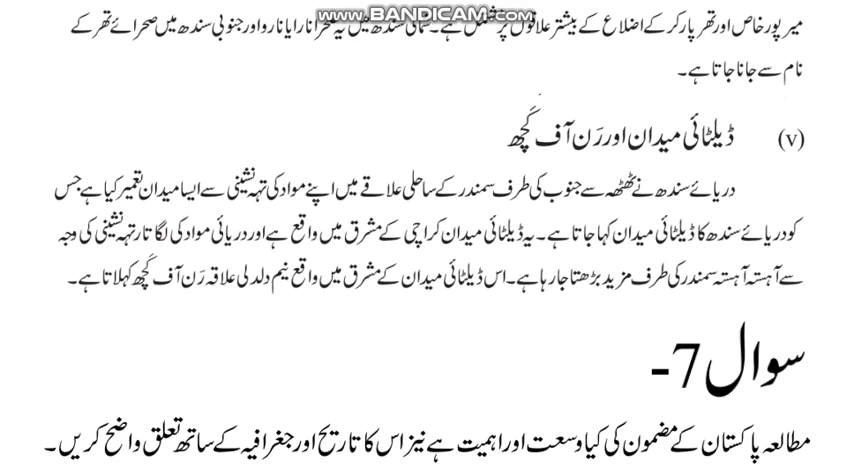 www.BANDICAM.com
میر پور خاص اور تھر پارکر کے اضلاع کے بیشتر علاقوں پر مشتمل ہے۔ شمالی سندھ میں یہ صحرا نارا یا نارو اور جنوبی سندھ میں صحرائے تھر کے
نام سے جانا جاتا ہے۔
(v) ڈیلٹائی میدان اور رَن آف کَچھ
دریائے سندھ نے ٹھٹھہ سے جنوب کی طرف سمندر کے ساحلی علاقے میں اپنے مواد کی تہہ نشینی سے ایسا میدان تعمیر کیا ہے جس
کو دریائے سندھ کا ڈیلٹائی میدان کہا جاتا ہے۔ یہ ڈیلٹائی میدان کراچی کے مشرق میں واقع ہے اور دریائی مواد کی لگاتار تہہ نشینی کی وجہ
سے آہستہ آہستہ سمندر کی طرف مزید بڑھتا جا رہا ہے۔ اس ڈیلٹائی میدان کے مشرق میں واقع نیم دلدلی علاقہ رَن آف کَچھ کہلاتا ہے۔
سوال 7-
مطالعہ پاکستان کے مضمون کی کیا وسعت اور اہمیت ہے نیز اس کا تاریخ اور جغرافیہ کے ساتھ تعلق واضح کریں۔